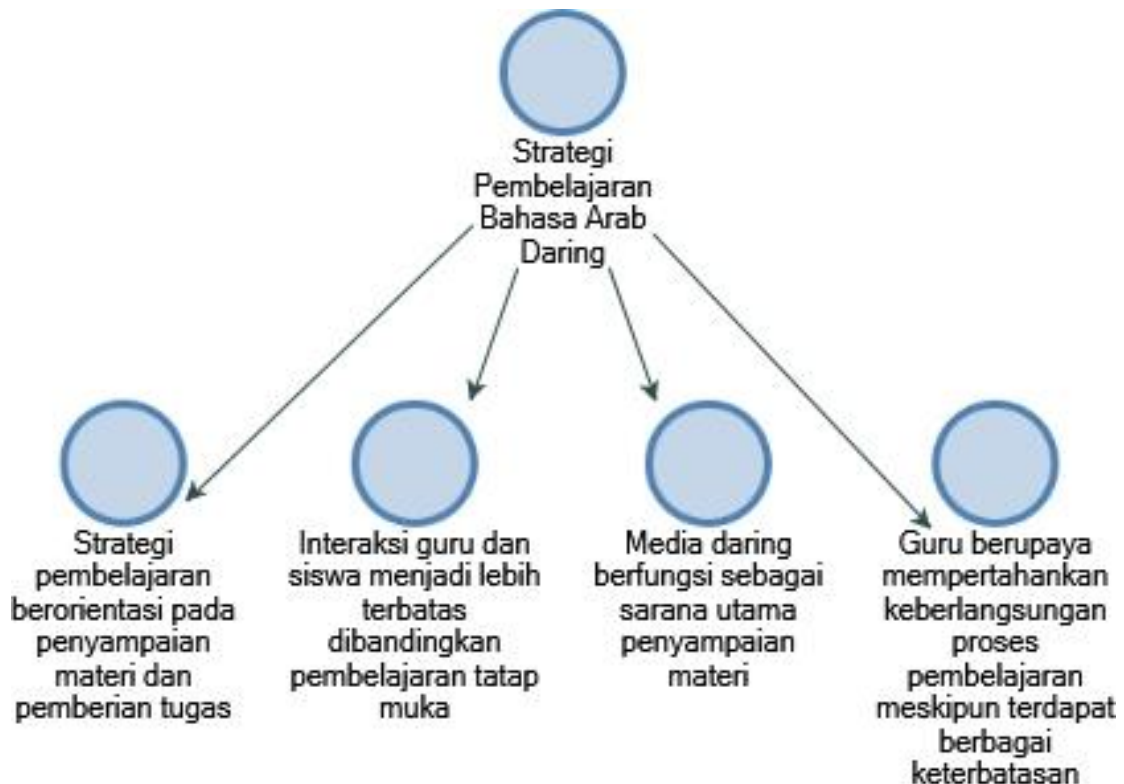 Strategi
Pembelajaran
Bahasa Arab
Daring
Strategi
pembelajaran
berorientasi pada
penyampaian
materi dan
pemberian tugas
Interaksi guru dan
siswa menjadi lebih
terbatas
dibandingkan
pembelajaran tatap
muka
Media daring
berfungsi sebagai
sarana utama
penyampaian
materi
Guru berupaya
mempertahankan
keberlangsungan
proses
pembelajaran
meskipun terdapat
berbagai
keterbatasan